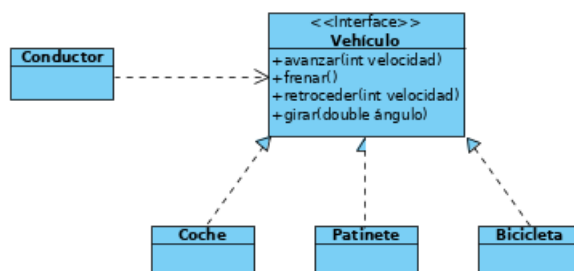 <<Interface>>
Vehículo
+avanzar(int velocidad)
+frenar()
+retroceder(int velocidad)
+girar(double ángulo)
Conductor
Coche
Patinete
Bicicleta